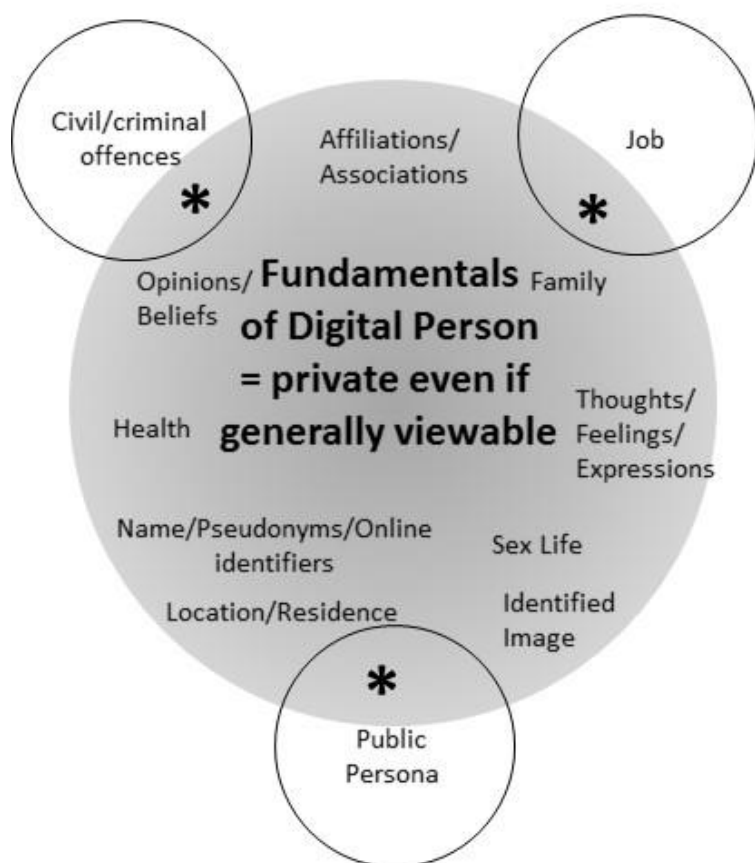 Civil/criminal
offences
Affiliations/
Associations
Job
*
*
Opinions/
Beliefs
Fundamentals
of Digital Person
= private even if
generally viewable
Family
Health
Thoughts/
Feelings/
Expressions
Name/Pseudonyms/Online
identifiers
Sex Life
Location/Residence
Identified
Image
*
Public
Persona